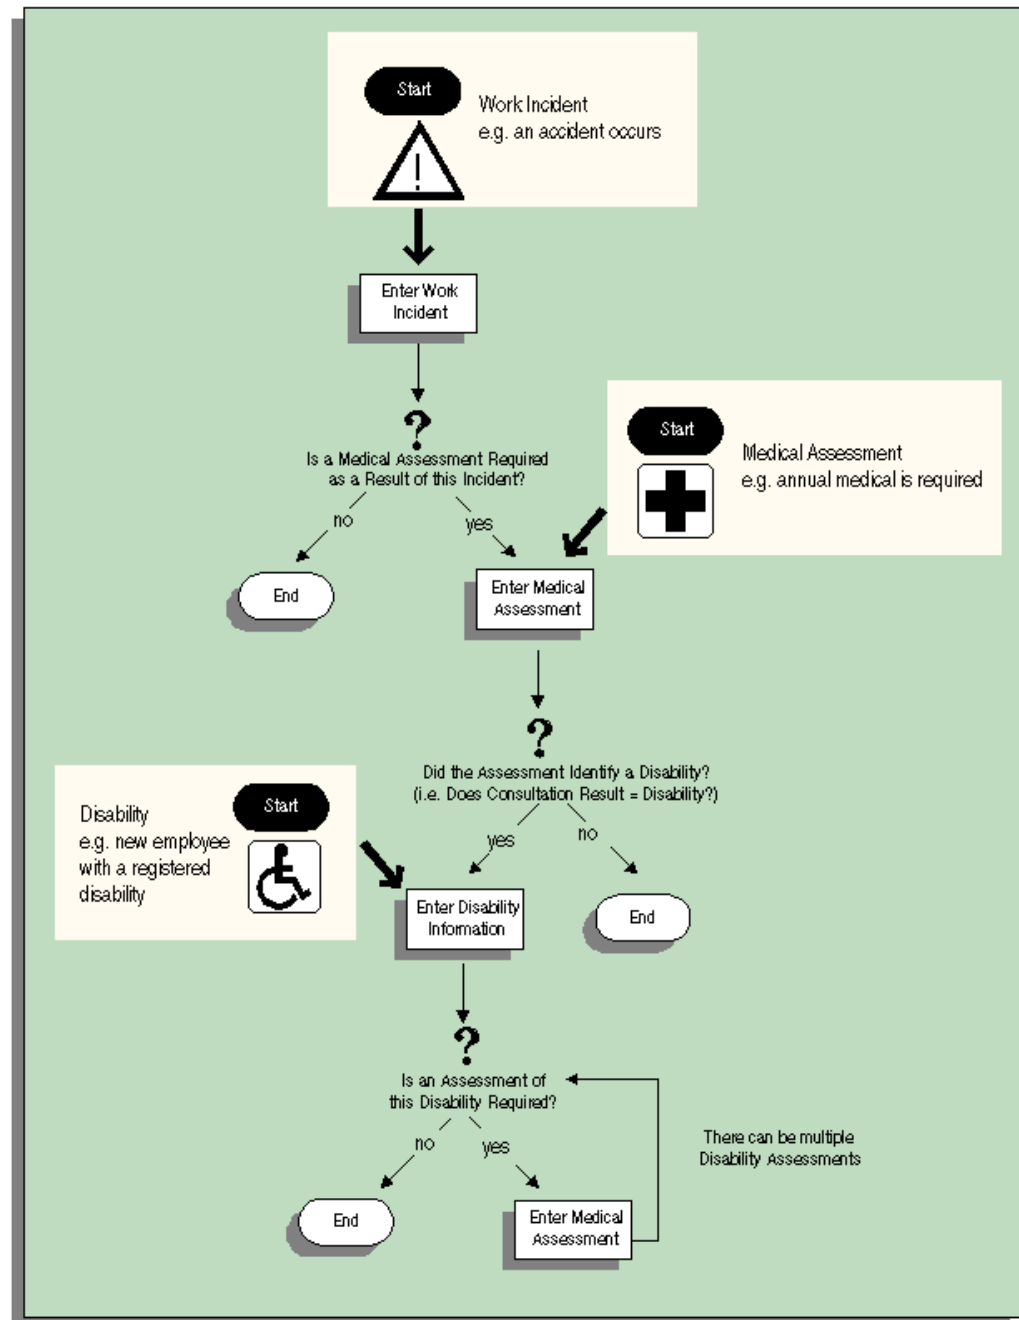 Start
Work Incident
e.g. an accident occurs
Enter Work
Incident
?
Is a Medical Assessment Required
as a Result of this Incident?
no
yes
Start
Medical Assessment
e.g. annual medical is required
End
Enter Medical
Assessment
?
Did the Assessment Identify a Disability?
(i.e. Does Consultation Result = Disability?)
yes
no
Start
Disability
e.g. new employee
with a registered
disability
Enter Disability
Information
End
?
Is an Assessment of
this Disability Required?
no
yes
There can be multiple
Disability Assessments
End
Enter Medical
Assessment